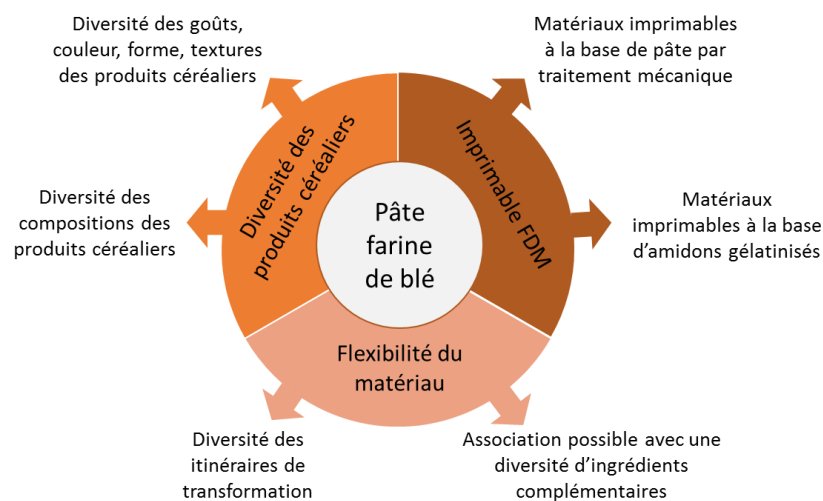 Diversité des goûts,
couleur, forme, textures
des produits céréaliers
Matériaux imprimables
à la base de pâte par
traitement mécanique
Diversité des
produits céréaliers
Imprimable FDM
Diversité des
compositions des
produits céréaliers
Pâte
farine
de blé
Matériaux
imprimables à la base
d’amidons gélatinisés
Flexibilité du
matériau
Diversité des
itinéraires de
transformation
Association possible avec une
diversité d’ingrédients
complémentaires